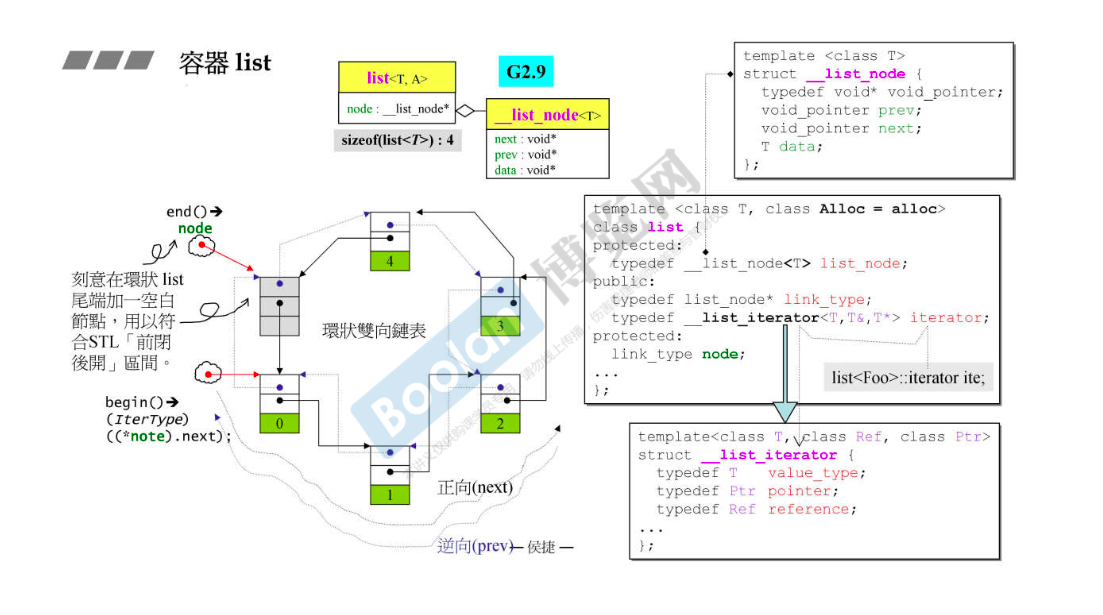 容器 list
list<T, A>
node : __list_node*
sizeof(list<T>) : 4
G2.9
__list_node<T>
next : void*
prev : void*
data : void*
template <class T>
struct __list_node {
typedef void* void_pointer;
void_pointer prev;
void_pointer next;
T data;
};
template <class T, class Alloc = alloc>
class list {
protected:
typedef __list_node<T> list_node;
public:
typedef list_node* link_type;
typedef __list_iterator<T,T&,T*> iterator;
protected:
link_type node;
...
};
list<Foo>::iterator ite;
template<class T, class Ref, class Ptr>
struct __list_iterator {
typedef T value_type;
typedef Ptr pointer;
typedef Ref reference;
...
};
end()→
node
刻意在環狀 list
尾端加一空白
節點，用以符
合STL「前閉
後開」區間。
begin()→
(IterType)
((*note).next);
環狀雙向鏈表
4
3
0
2
1
正向(next)
逆向(prev)
— 侯捷 —
Boolan
博览网